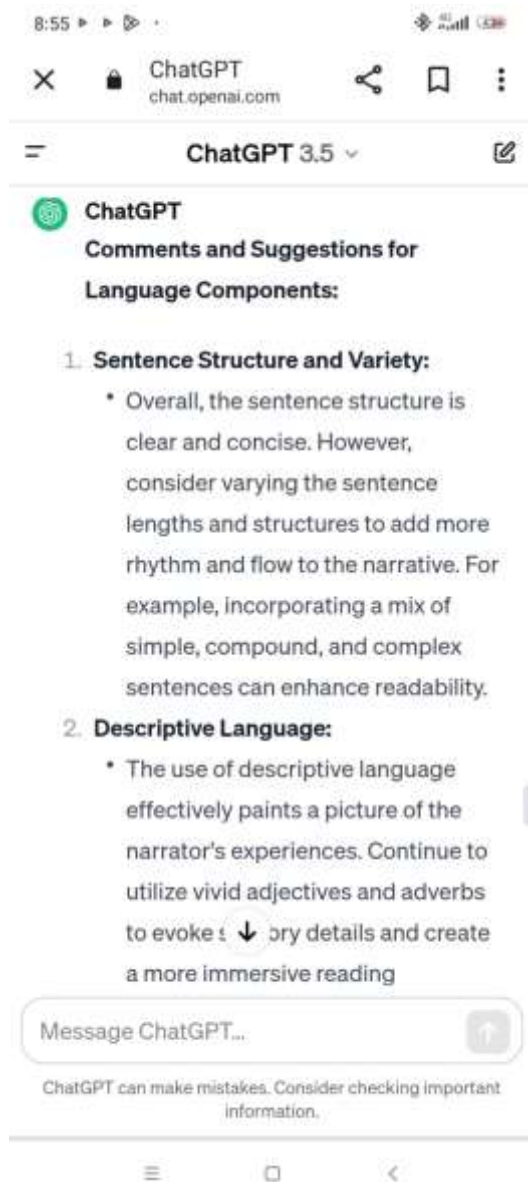 8:55
ChatGPT
chat.openai.com
ChatGPT 3.5
ChatGPT
Comments and Suggestions for
Language Components:
1. Sentence Structure and Variety:
• Overall, the sentence structure is
clear and concise. However,
consider varying the sentence
lengths and structures to add more
rhythm and flow to the narrative. For
example, incorporating a mix of
simple, compound, and complex
sentences can enhance readability.
2. Descriptive Language:
• The use of descriptive language
effectively paints a picture of the
narrator's experiences. Continue to
utilize vivid adjectives and adverbs
to evoke s ory details and create
a more immersive reading
Message ChatGPT...
ChatGPT can make mistakes. Consider checking important
information.